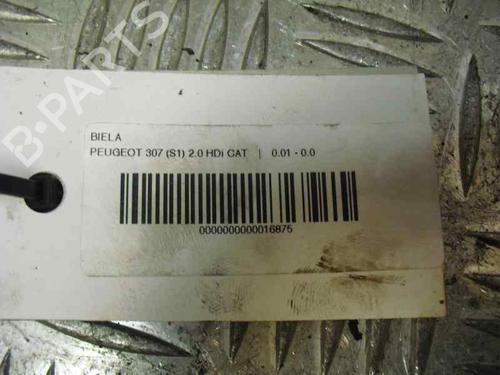 B-PARTS
BIELA
PEUGEOT 307 (S1) 2.0 HDi CAT | 0.01 - 0.0
0000000000016875